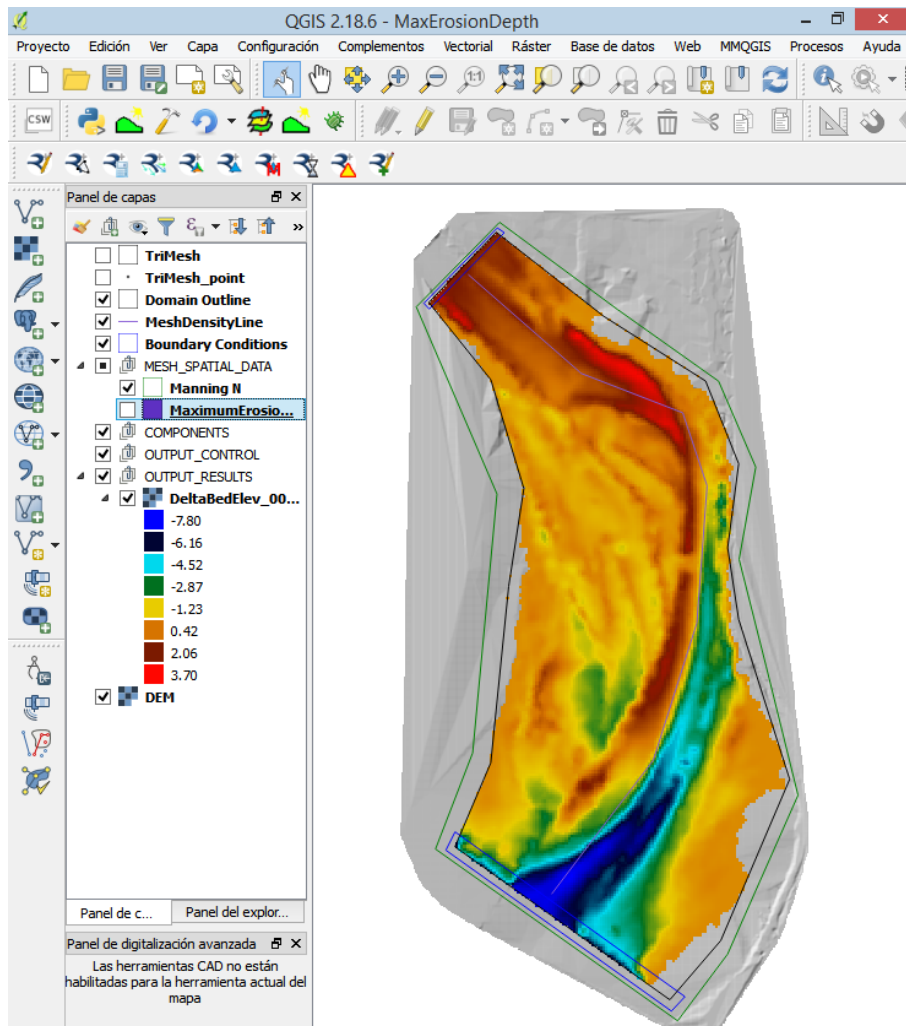 QGIS 2.18.6 - MaxErosionDepth
Proyecto Edición Ver Capa Configuración Complementos Vectorial Ráster Base de datos Web MMQGIS Procesos Ayuda
1:1
CSW
Panel de capas
TriMesh
TriMesh_point
Domain Outline
MeshDensityLine
Boundary Conditions
MESH_SPATIAL_DATA
Manning N
MaximumErosio...
COMPONENTS
OUTPUT_CONTROL
OUTPUT_RESULTS
DeltaBedElev_00...
-7.80
-6.16
-4.52
-2.87
-1.23
0.42
2.06
3.70
DEM
Panel de c... Panel del explor...
Panel de digitalización avanzada
Las herramientas CAD no están
habilitadas para la herramienta actual del
mapa